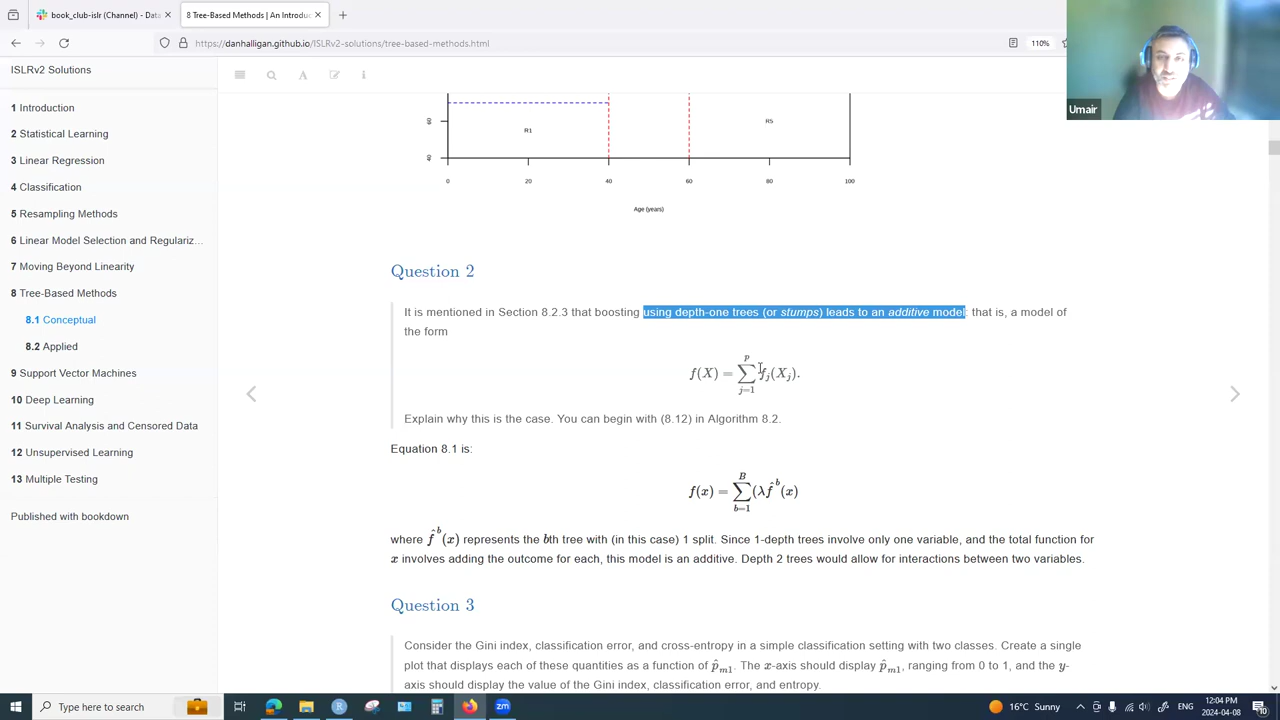 book_club-islr (Channel) - Data
8 Tree-Based Methods | An Introdu
https://danhalligan.github.io/ISLRv2-solutions/tree-based-methods.html
110%
Umair
ISLRv2 Solutions
1 Introduction
2 Statistical Learning
3 Linear Regression
4 Classification
5 Resampling Methods
6 Linear Model Selection and Regulariz...
7 Moving Beyond Linearity
8 Tree-Based Methods
8.1 Conceptual
8.2 Applied
9 Support Vector Machines
10 Deep Learning
11 Survival Analysis and Censored Data
12 Unsupervised Learning
13 Multiple Testing
Published with bookdown
60
R1
R5
40
0 20 40 60 80 100
Age (years)
Question 2
It is mentioned in Section 8.2.3 that boosting using depth-one trees (or stumps) leads to an additive model: that is, a model of
the form
f(X) = ∑_{j=1}^{p} f_j(X_j).
Explain why this is the case. You can begin with (8.12) in Algorithm 8.2.
Equation 8.1 is:
f(x) = ∑_{b=1}^{B} (λf̂^b(x)
where f̂^b(x) represents the bth tree with (in this case) 1 split. Since 1-depth trees involve only one variable, and the total function for
x involves adding the outcome for each, this model is an additive. Depth 2 trees would allow for interactions between two variables.
Question 3
Consider the Gini index, classification error, and cross-entropy in a simple classification setting with two classes. Create a single
plot that displays each of these quantities as a function of p̂_{m1}. The x-axis should display p̂_{m1}, ranging from 0 to 1, and the y-
axis should display the value of the Gini index, classification error, and entropy.
Type here to search
16°C Sunny
12:04 PM
2024-04-08